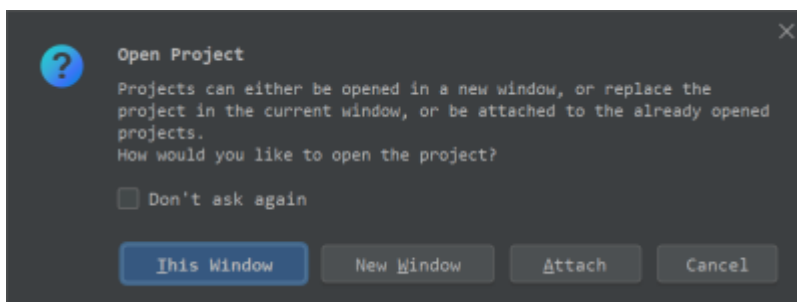 Open Project
Projects can either be opened in a new window, or replace the
project in the current window, or be attached to the already opened
projects.
How would you like to open the project?
Don't ask again
This Window New Window Attach Cancel